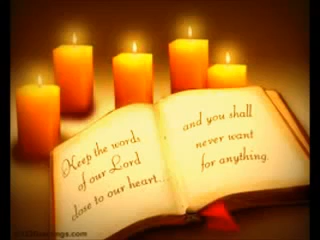 Keep the words
of our Lord
close to our heart...
and you shall
never want
for anything.